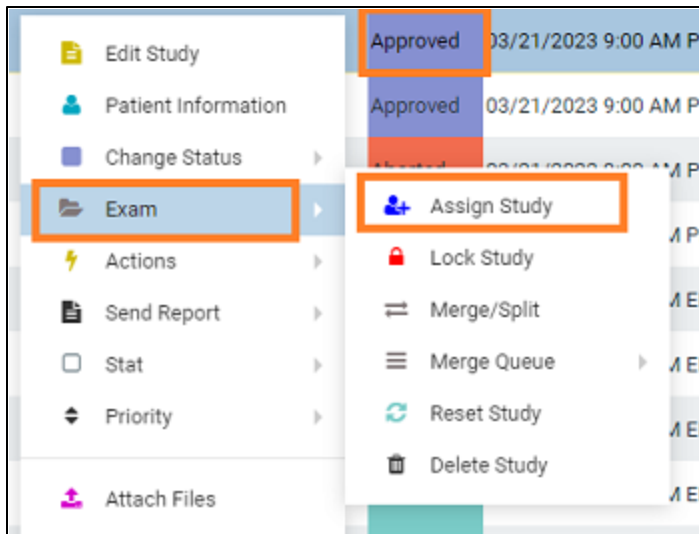 Edit Study
Patient Information
Change Status
Exam
Actions
Send Report
Stat
Priority
Attach Files
Assign Study
Lock Study
Merge/Split
Merge Queue
Reset Study
Delete Study
Approved 03/21/2023 9:00 AM P
Approved 03/21/2023 9:00 AM P
M P
M P
M E
M E
M E
M E